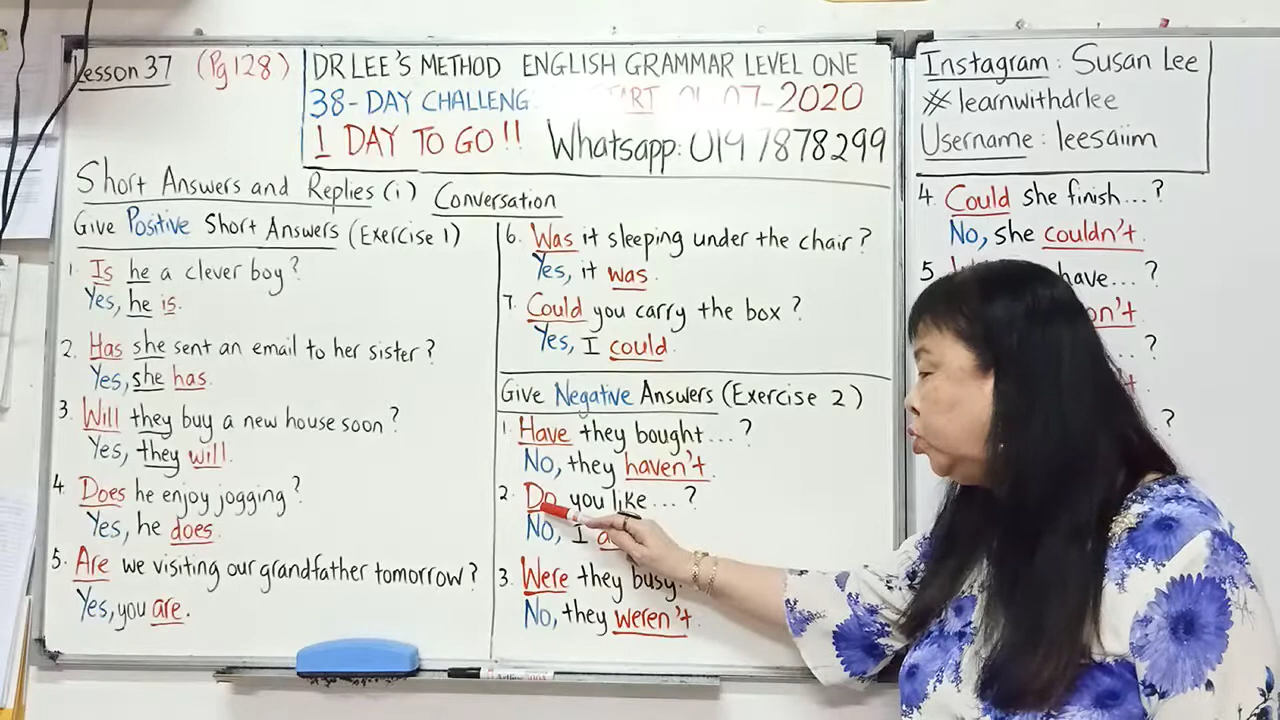 Lesson 37 (Pg 128)
DR LEE'S METHOD ENGLISH GRAMMAR LEVEL ONE
38-DAY CHALLENG 07-2020
1 DAY TO GO!! Whatsapp: 0197878299
Short Answers and Replies (i) Conversation
Give Positive Short Answers (Exercise 1)
1. Is he a clever boy?
Yes, he is.
2. Has she sent an email to her sister?
Yes, she has.
3. Will they buy a new house soon?
Yes, they will.
4. Does he enjoy jogging?
Yes, he does.
5. Are we visiting our grandfather tomorrow?
Yes, you are.
6. Was it sleeping under the chair?
Yes, it was.
7. Could you carry the box?
Yes, I could.
Give Negative Answers (Exercise 2)
1. Have they bought...?
No, they haven't.
2. Do you like...?
No, I
3. Were they busy.
No, they weren't.
Instagram: Susan Lee
# learnwithdrlee
Username: leesaiim
4. Could she finish...?
No, she couldn't.
5. have...?
...?
?